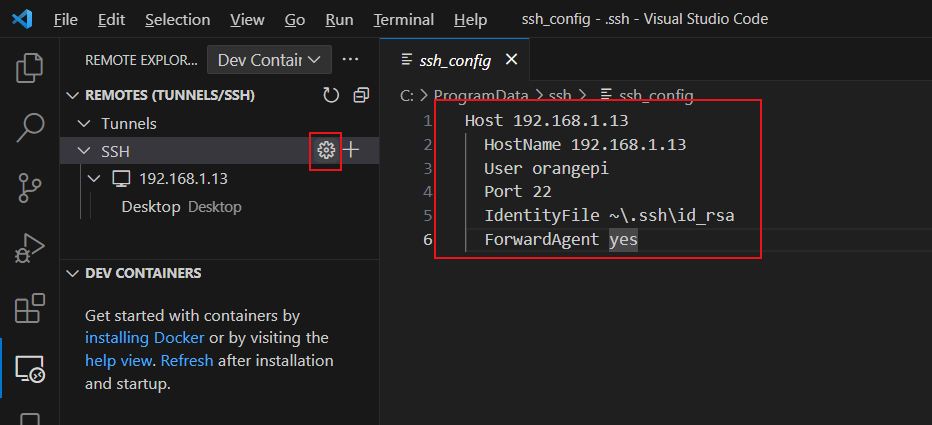 File Edit Selection View Go Run Terminal Help ssh_config - .ssh - Visual Studio Code
REMOTE EXPLOR... Dev Contair
REMOTES (TUNNELS/SSH)
Tunnels
SSH
192.168.1.13
Desktop Desktop
DEV CONTAINERS
Get started with containers by
installing Docker or by visiting the
help view. Refresh after installation
and startup.
ssh_config
C: > ProgramData > ssh > ssh_config
1 Host 192.168.1.13
2 HostName 192.168.1.13
3 User orangepi
4 Port 22
5 IdentityFile ~\.ssh\id_rsa
6 ForwardAgent yes